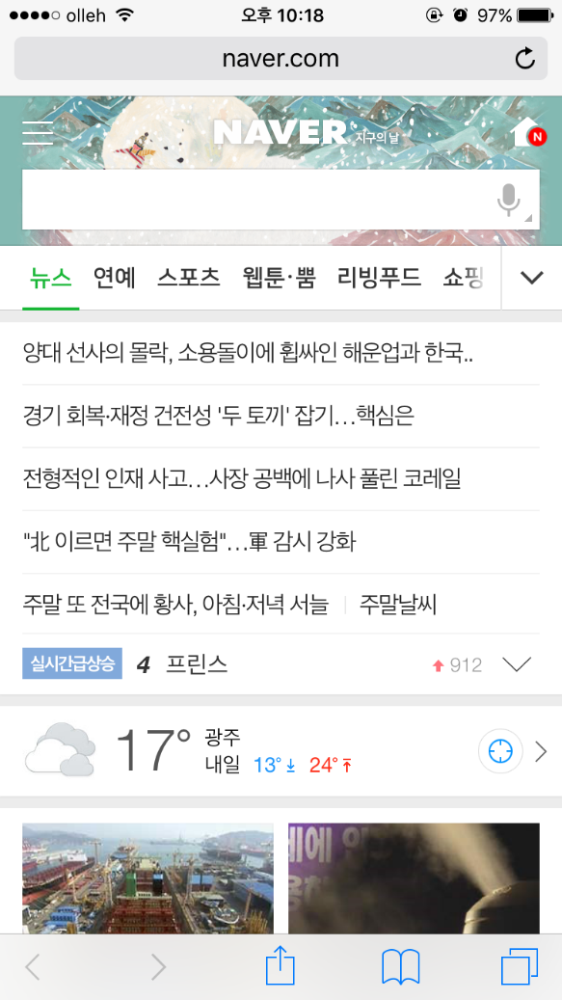 olleh 오후 10:18 97%
naver.com
NAVER 지구의 날
N
뉴스 연예 스포츠 웹툰·뿜 리빙푸드 쇼핑
양대 선사의 몰락, 소용돌이에 휩싸인 해운업과 한국..
경기 회복·재정 건전성 '두 토끼' 잡기…핵심은
전형적인 인재 사고…사장 공백에 나사 풀린 코레일
"北 이르면 주말 핵실험"…軍 감시 강화
주말 또 전국에 황사, 아침·저녁 서늘 주말날씨
실시간급상승 4 프린스 912
17° 광주
내일 13° 24°